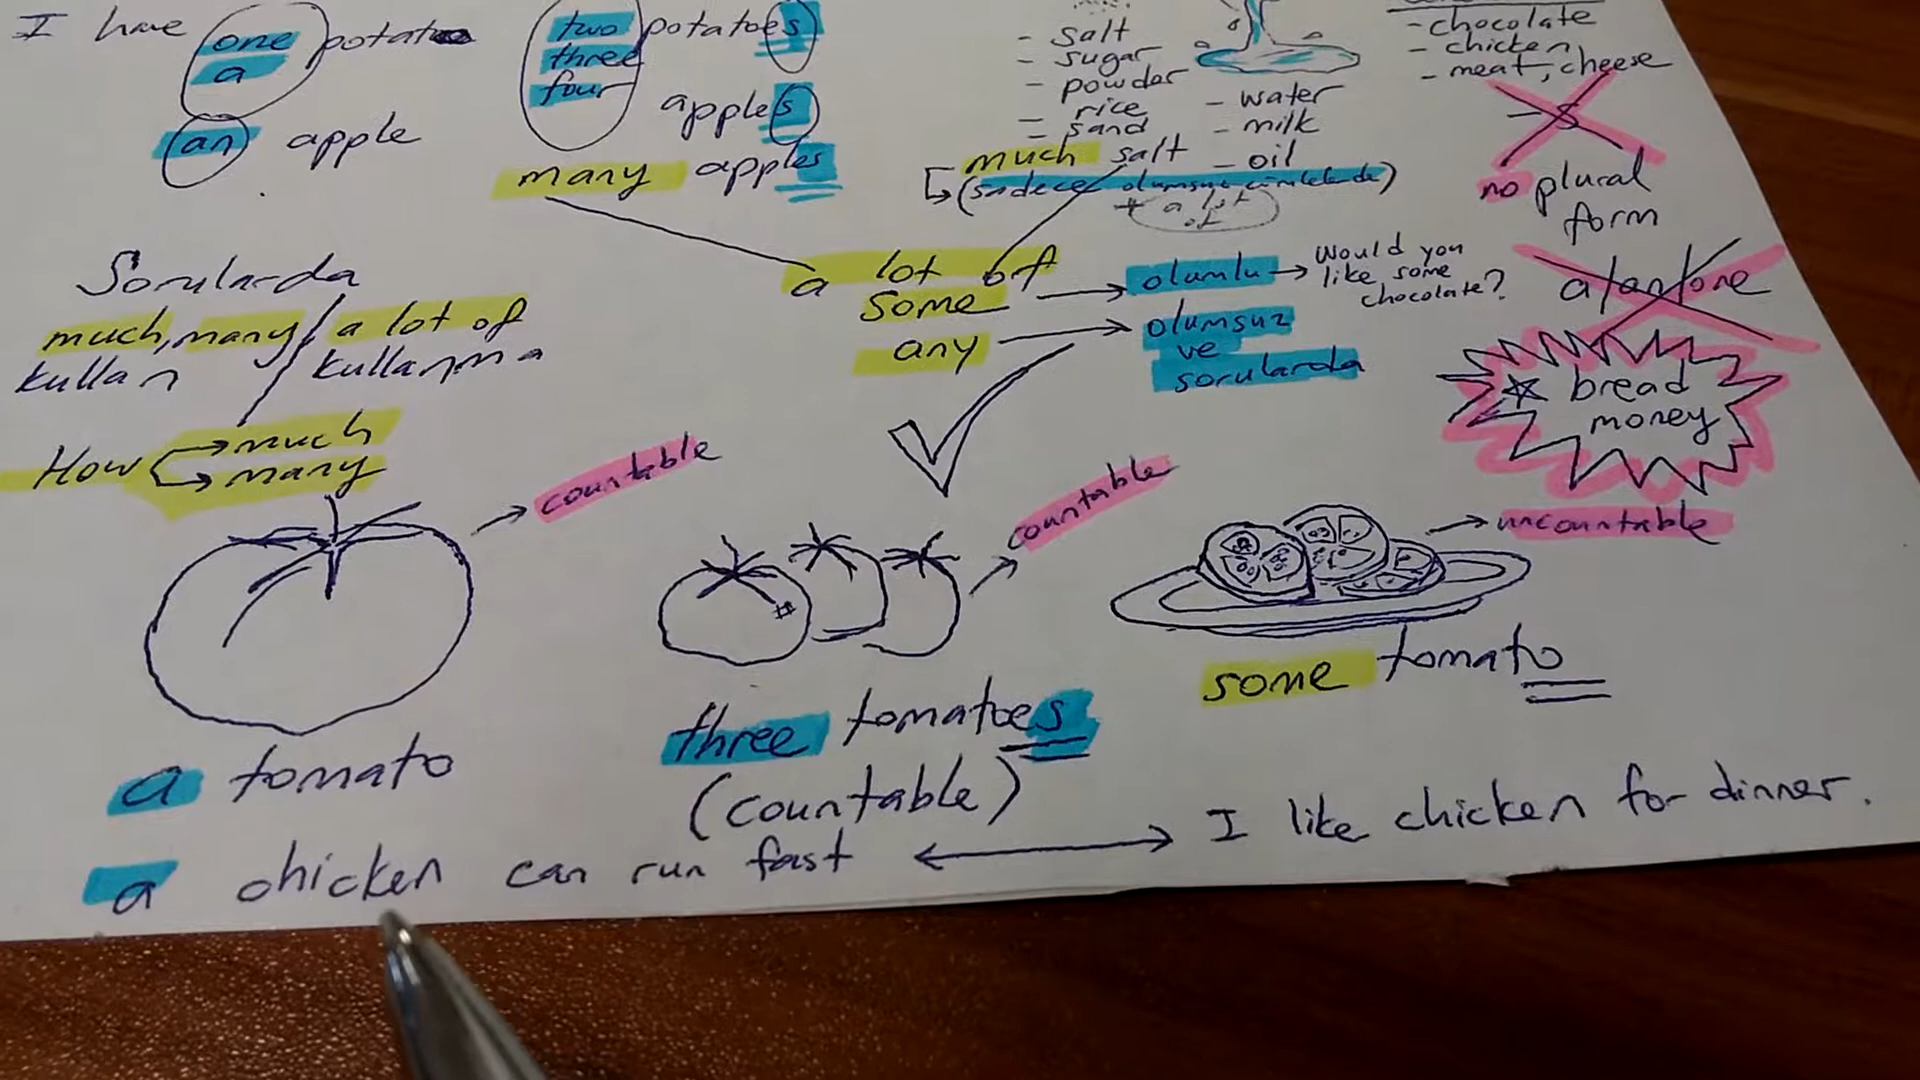 I have one potato
a
an apple
two potatoes
three
four
apples
many apples
- salt
- sugar
- powder
- rice
- sand
- water
- milk
- oil
much salt
(sadece olumsuz cümlelerde)
+ a lot of
- chocolate
- chicken
- meat, cheese
-s
no plural form
a/an/one
☆ bread
money
Sorularda
much, many / a lot of
kullan / kullanma
How → much
→ many
a lot of
some → olumlu → Would you like some chocolate?
any → olumsuz ve sorularda
countable
countable
uncountable
a tomato
three tomatoes
(countable)
some tomato
a chicken can run fast ↔ I like chicken for dinner.